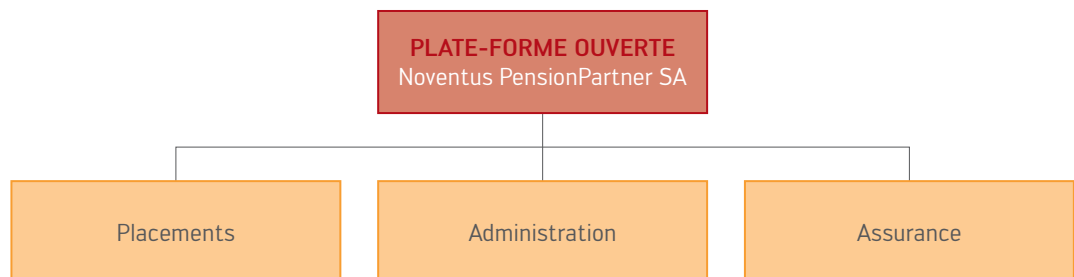 PLATE-FORME OUVERTE
Noventus PensionPartner SA
Placements
Administration
Assurance